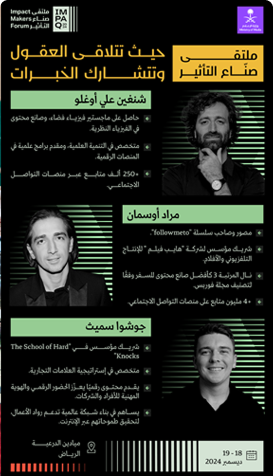 ملتقى
صنّاع التأثير
Impact
Makers
Forum
IM
PA
ملتقى
صنّاع التأثير
حيث تتلاقى العقول
وتتشارك الخبرات
شنغين علي أوغلو
حاصل على ماجستير فيزياء فضاء، وصانع محتوى
في الفيزياء النظرية.
متخصص في التنمية العلمية، ومقدم برامج علمية في
المنصات الرقمية.
+250 ألف متابع عبر منصات التواصل
الاجتماعي.
مراد أوسمان
مصور وصاحب سلسلة "followmeto".
شريك مؤسس لشركة "هايب فيلم" للإنتاج
التلفزيوني والأفلام.
نال المرتبة 3 كأفضل صانع محتوى للسفر وفقًا
لتصنيف مجلة فوربس.
+4 مليون متابع على منصات التواصل الاجتماعي.
جوشوا سميث
شريك مؤسس في "The School of Hard
Knocks"
متخصص في إستراتيجية العلامات التجارية.
يقدم محتوى رقميًا يعزّز الحضور الرقمي والهوية
المهنية للأفراد والشركات.
يساهم في بناء شبكة عالمية تدعم رواد الأعمال،
لتحقيق طموحاتهم عبر الإنترنت.
ميادين الدرعية
الرياض
18 - 19
ديسمبر 2024